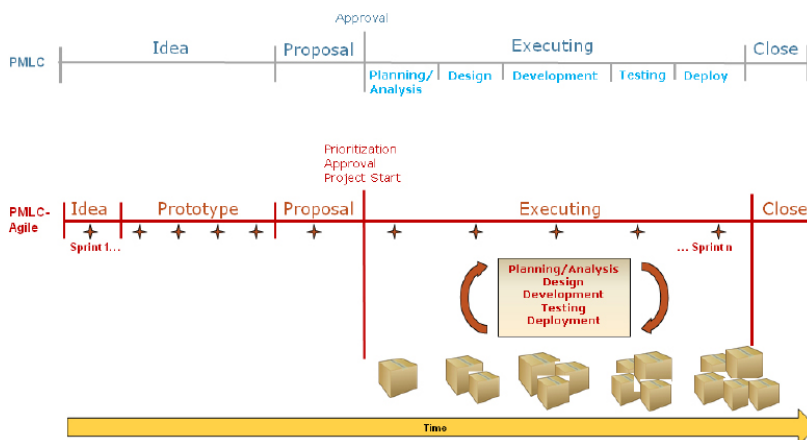 Approval
Idea
Proposal
Executing
Close
PMLC
Planning/
Analysis
Design
Development
Testing
Deploy
Prioritization
Approval
Project Start
PMLC-
Agile
Idea
Prototype
Proposal
Executing
Close
Sprint 1...
... Sprint n
Planning/Analysis
Design
Development
Testing
Deployment
Time